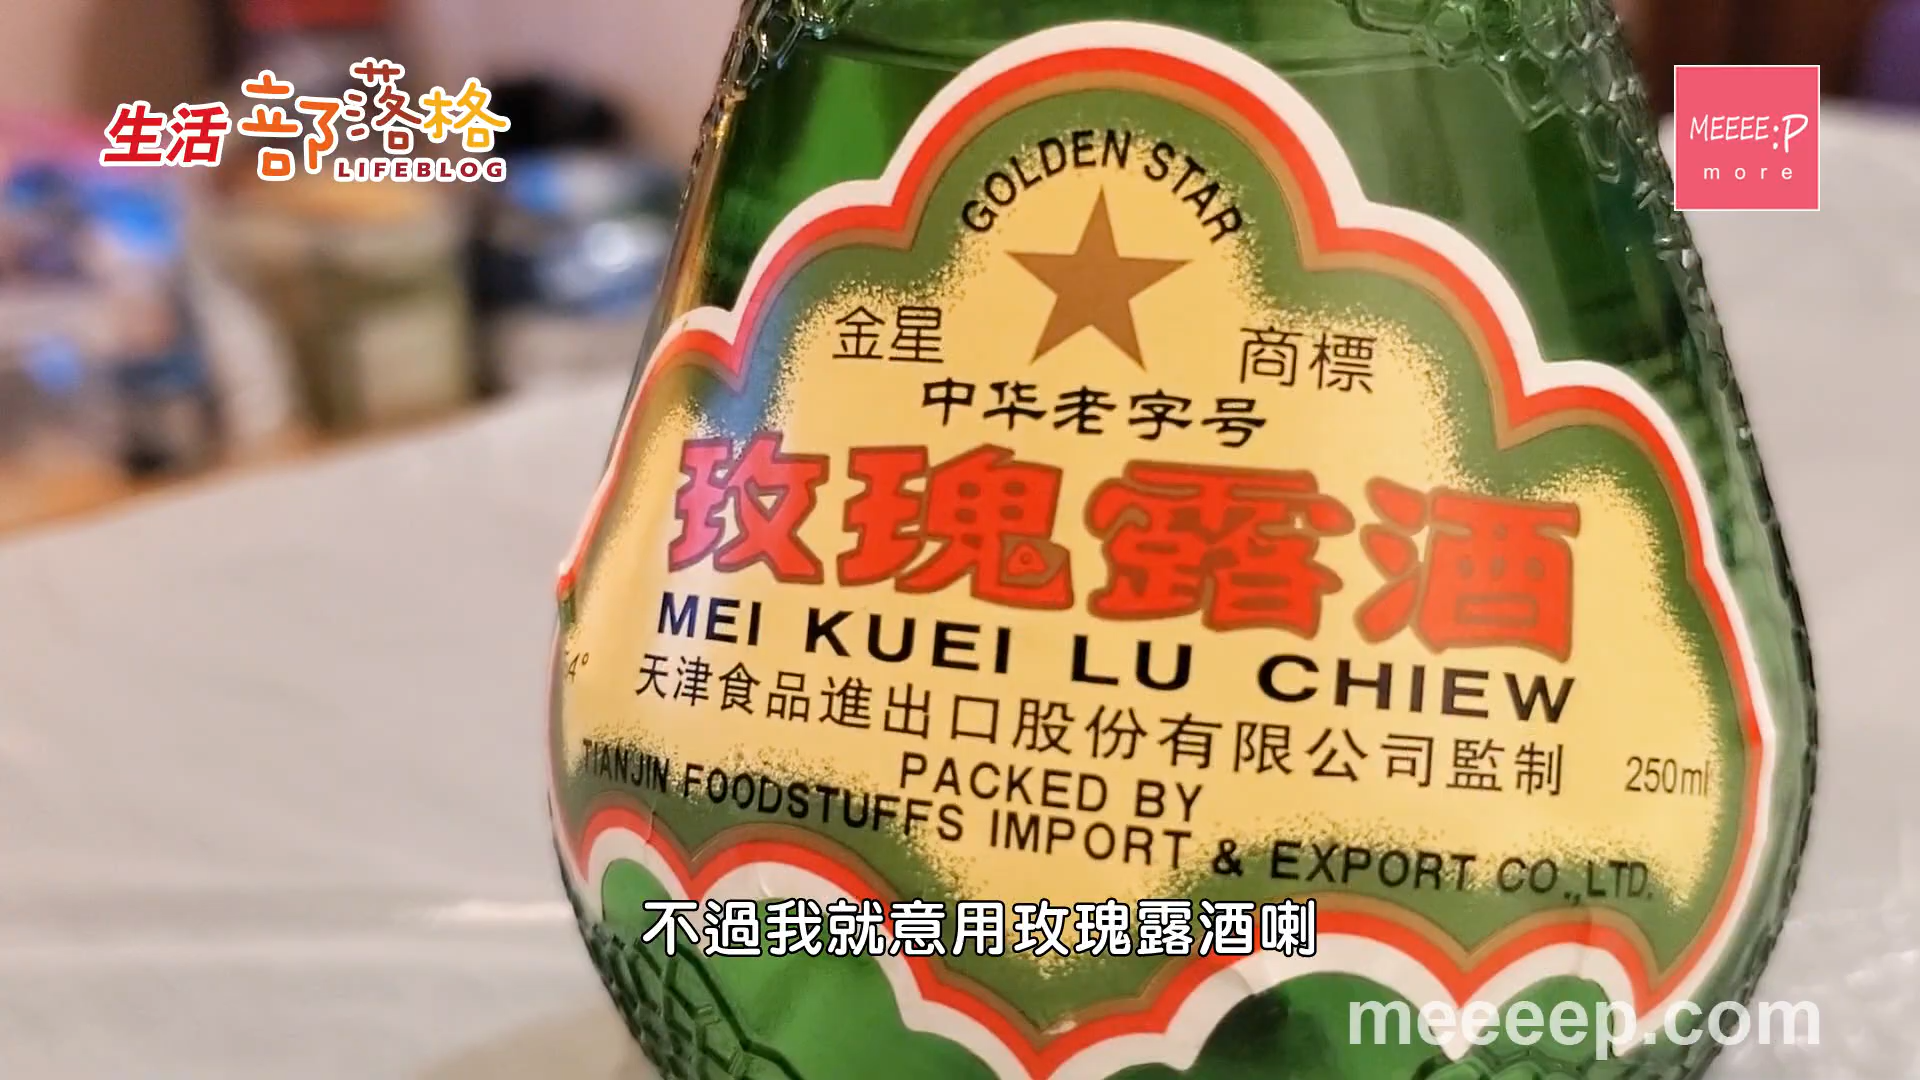 生活部落格
LIFEBLOG
MEEEE:P
more
GOLDEN STAR
金星 商標
中华老字号
玫瑰露酒
MEI KUEI LU CHIEW
天津食品進出口股份有限公司監制
250ml
PACKED BY
TIANJIN FOODSTUFFS IMPORT & EXPORT CO.,LTD.
不過我就意用玫瑰露酒喇
meeeep.com